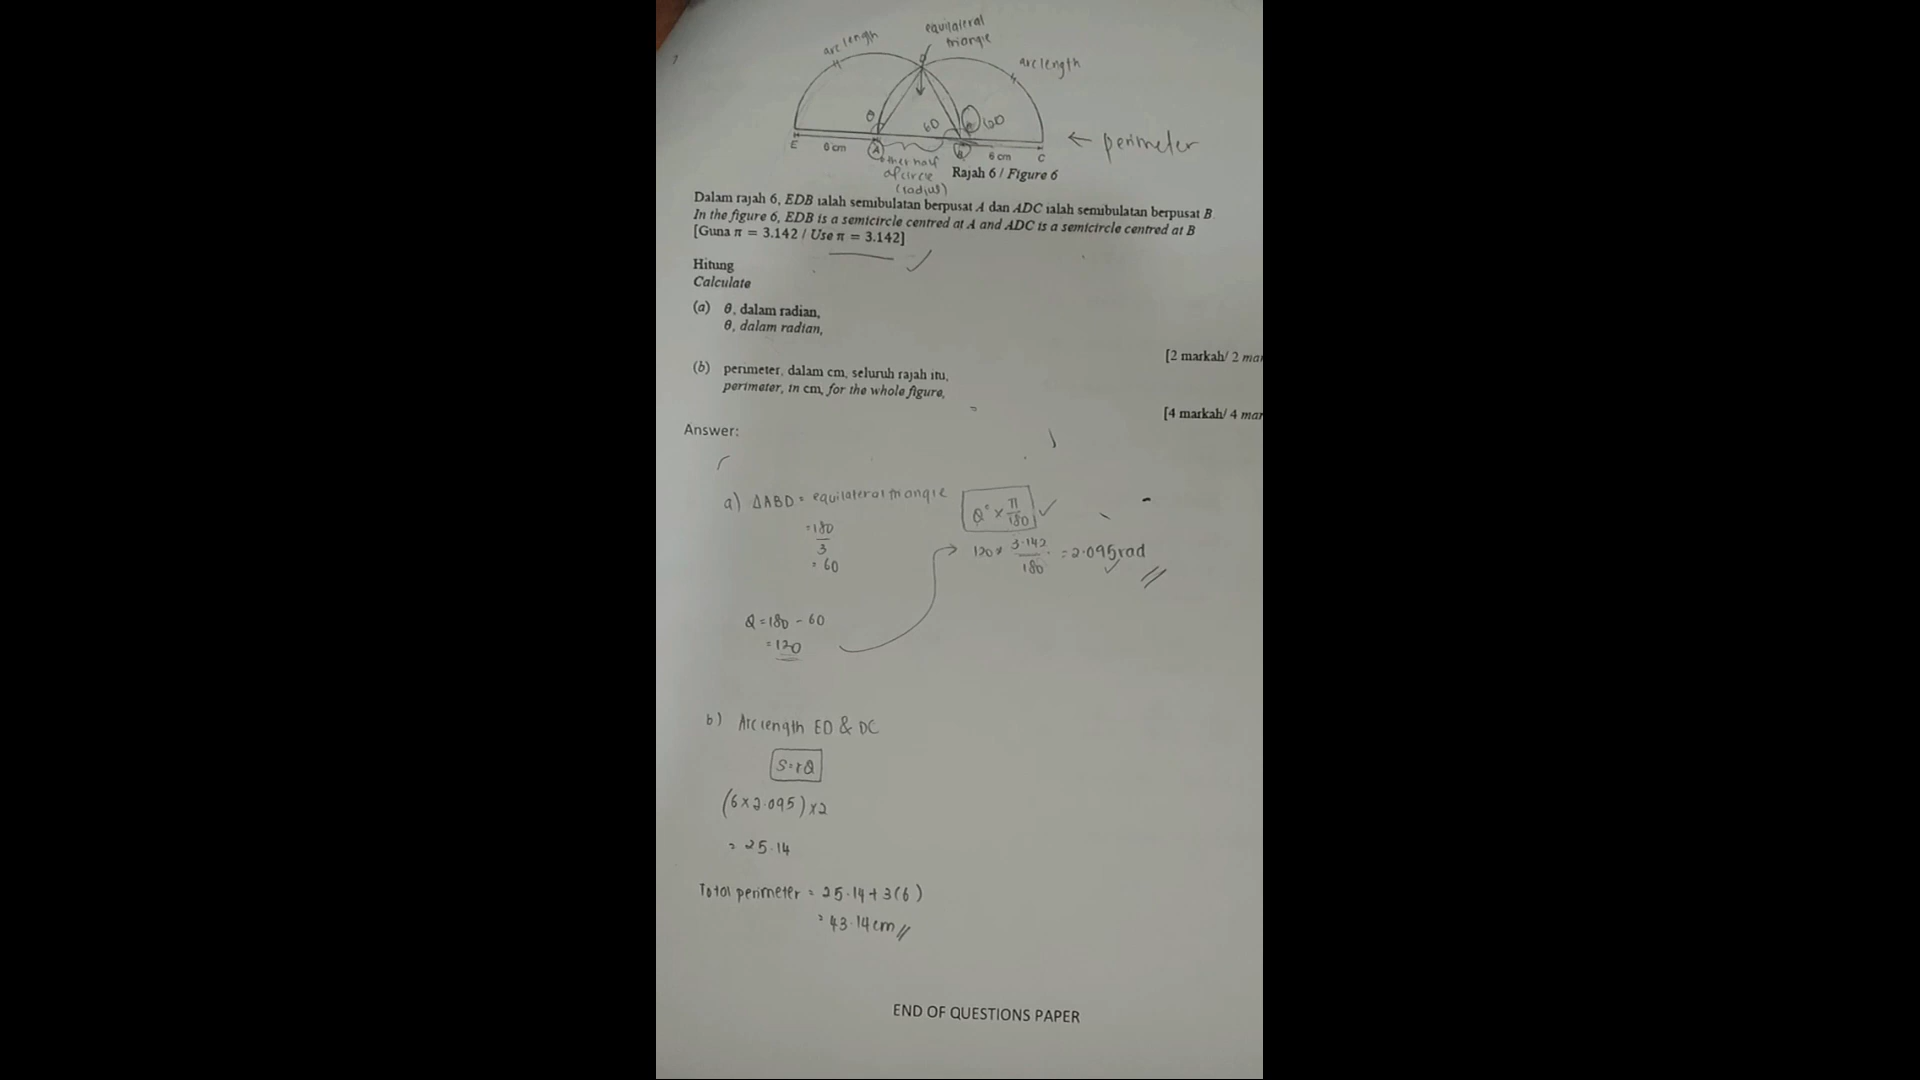 7
equilateral
triangle
arc length
arc length
D
θ
60
60
← perimeter
E
6 cm
A
B
6 cm
C
other half
of circle
(radius)
Rajah 6 / Figure 6
Dalam rajah 6, EDB ialah semibulatan berpusat A dan ADC ialah semibulatan berpusat B
In the figure 6, EDB is a semicircle centred at A and ADC is a semicircle centred at B
[Guna π = 3.142 / Use π = 3.142]
Hitung
Calculate
(a) θ, dalam radian,
θ, dalam radian,
[2 markah/ 2 mar
(b) perimeter, dalam cm, seluruh rajah itu,
perimeter, in cm, for the whole figure,
[4 markah/ 4 mar
Answer:
a) ΔABD = equilateral triangle
= 180
3
= 60
θ° × π
180
120 × 3.142
180
= 2.095 rad
θ = 180 - 60
= 120
b) Arc length ED & DC
S = rθ
(6 × 2.095) × 2
= 25.14
Total perimeter = 25.14 + 3(6)
= 43.14 cm
END OF QUESTIONS PAPER